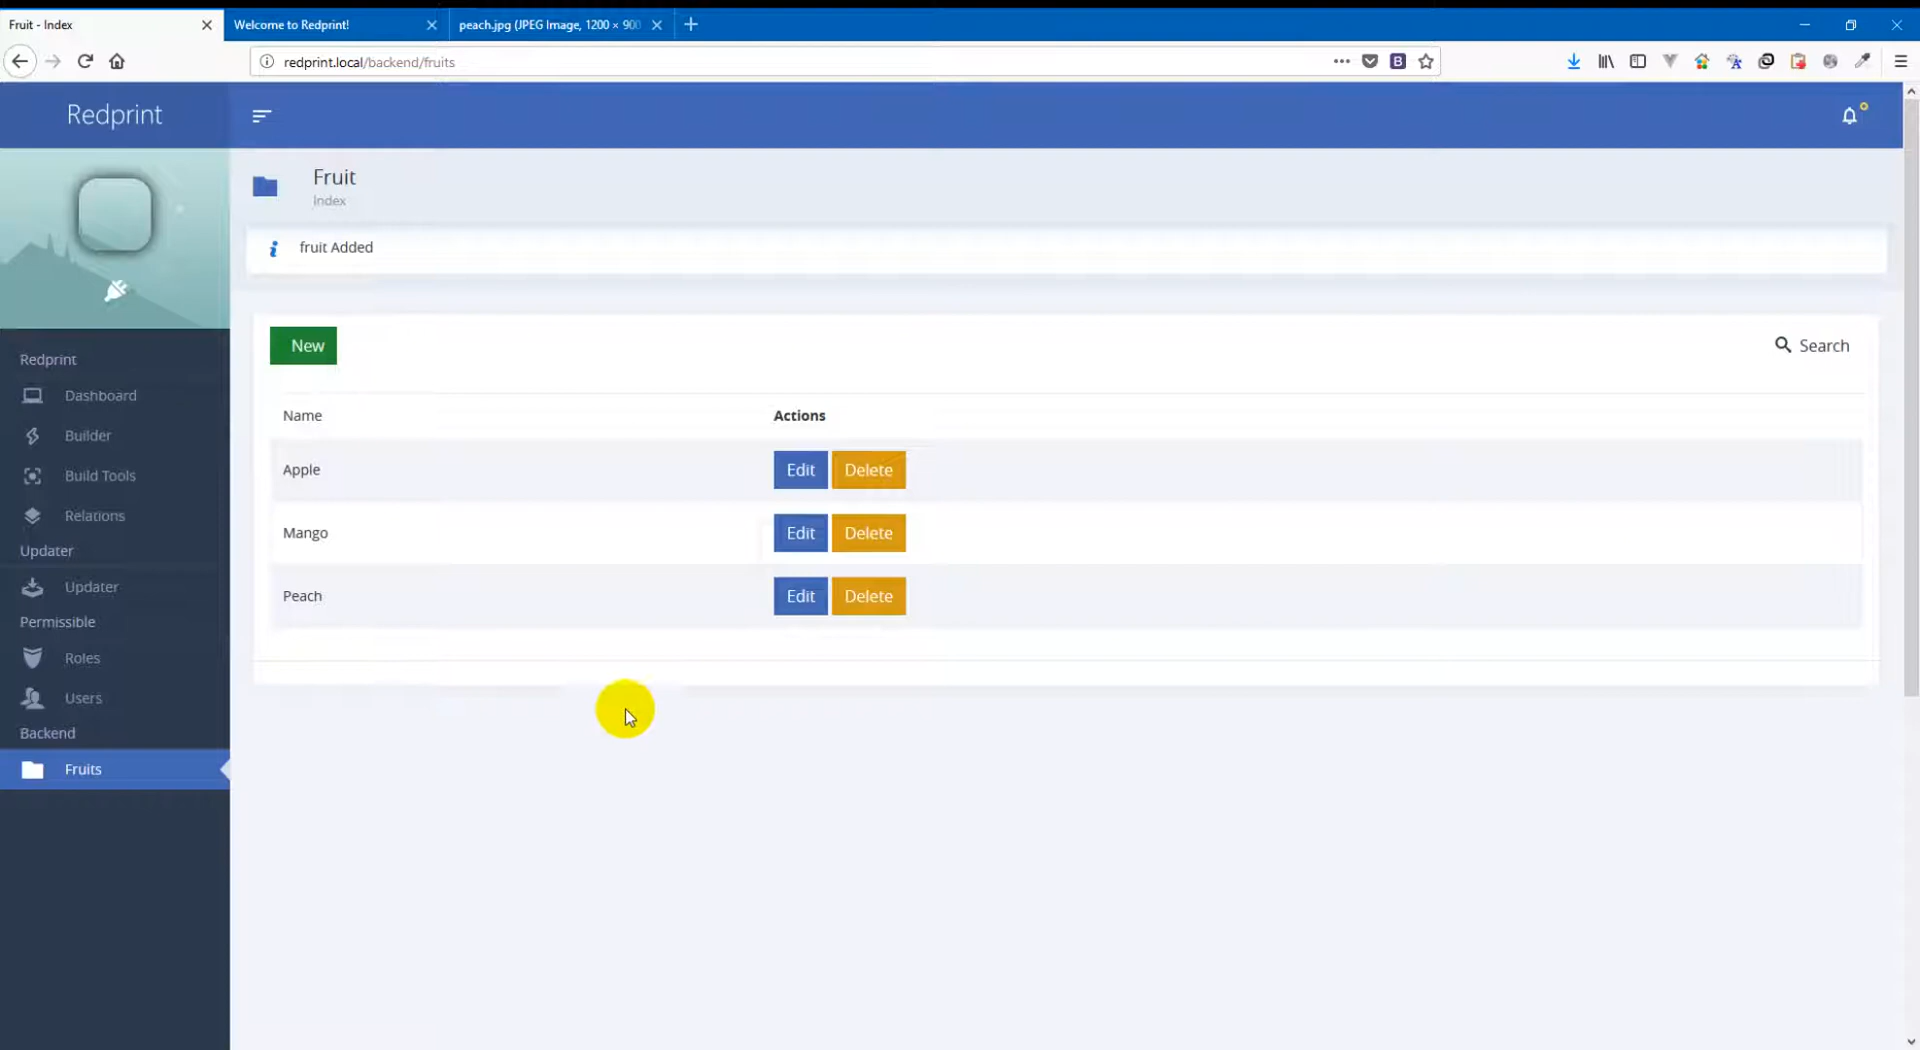 Fruit - Index
Welcome to Redprint!
peach.jpg (JPEG Image, 1200 × 900
redprint.local/backend/fruits
B
Redprint
Fruit
Index
fruit Added
New
Search
Name Actions
Apple Edit Delete
Mango Edit Delete
Peach Edit Delete
Redprint
Dashboard
Builder
Build Tools
Relations
Updater
Updater
Permissible
Roles
Users
Backend
Fruits